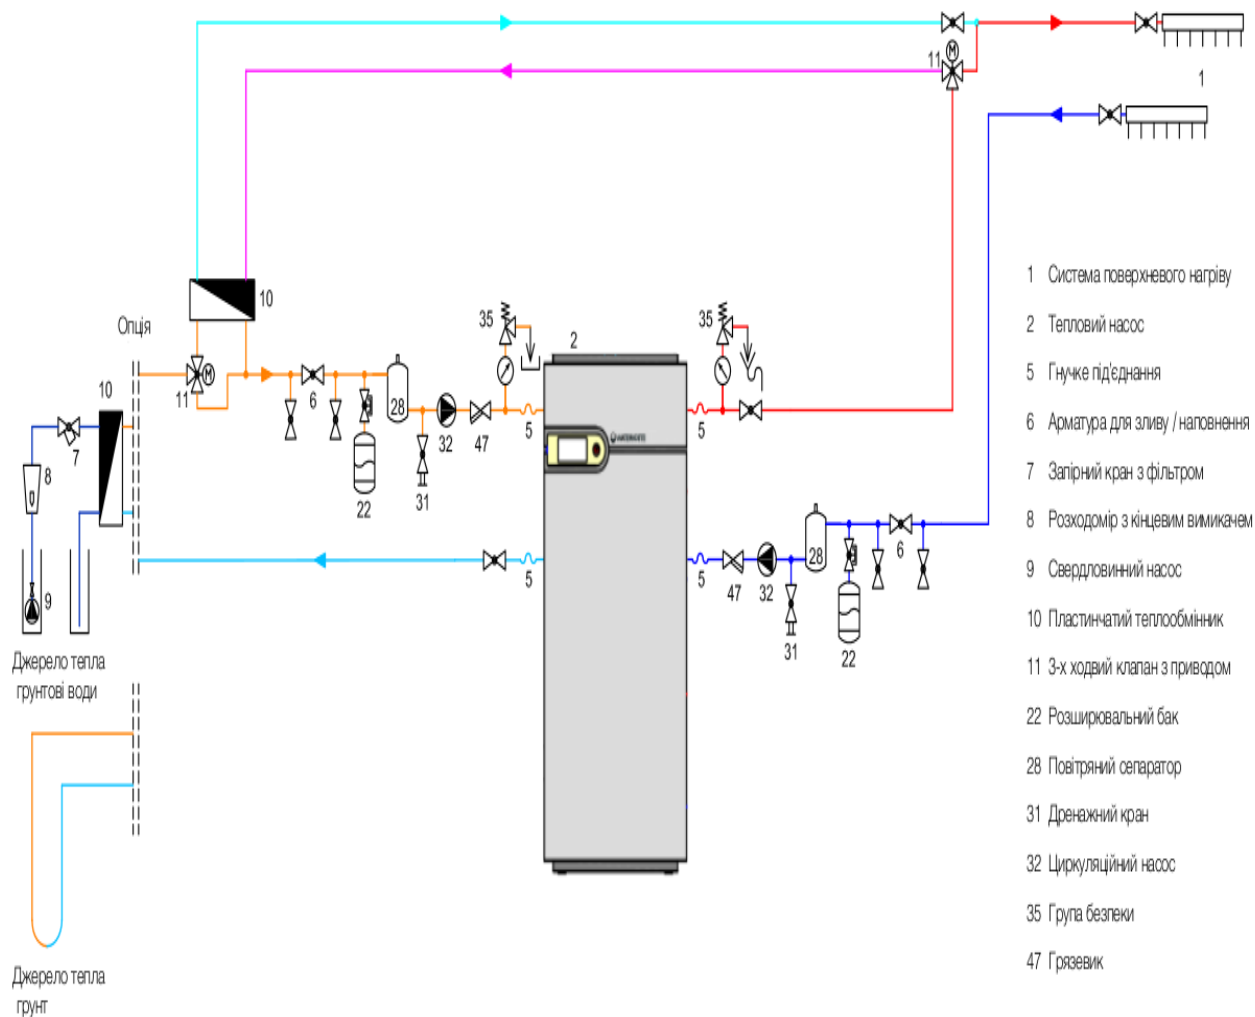 M
11
1
10
Опція
35
35
2
10
M
11
6
28
5
5
7
32
47
8
22
31
28
6
5
5
47
32
9
31
22
Джерело тепла
грунтові води
Джерело тепла
грунт
1 Система поверхневого нагріву
2 Тепловий насос
5 Гнучке під'єднання
6 Арматура для зливу / наповнення
7 Запірний кран з фільтром
8 Розходомір з кінцевим вимикачем
9 Свердловинний насос
10 Пластинчатий теплообмінник
11 3-х ходвий клапан з приводом
22 Розширювальний бак
28 Повітряний сепаратор
31 Дренажний кран
32 Циркуляційний насос
35 Група безпеки
47 Грязевик